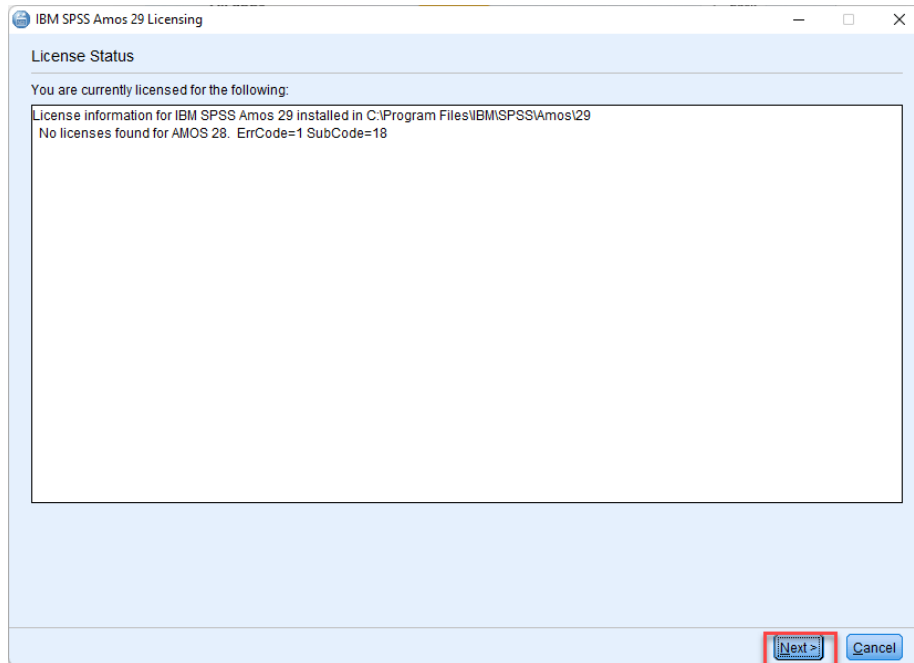 IBM SPSS Amos 29 Licensing
License Status
You are currently licensed for the following:
License information for IBM SPSS Amos 29 installed in C:\Program Files\IBM\SPSS\Amos\29
No licenses found for AMOS 28. ErrCode=1 SubCode=18
Next >
Cancel